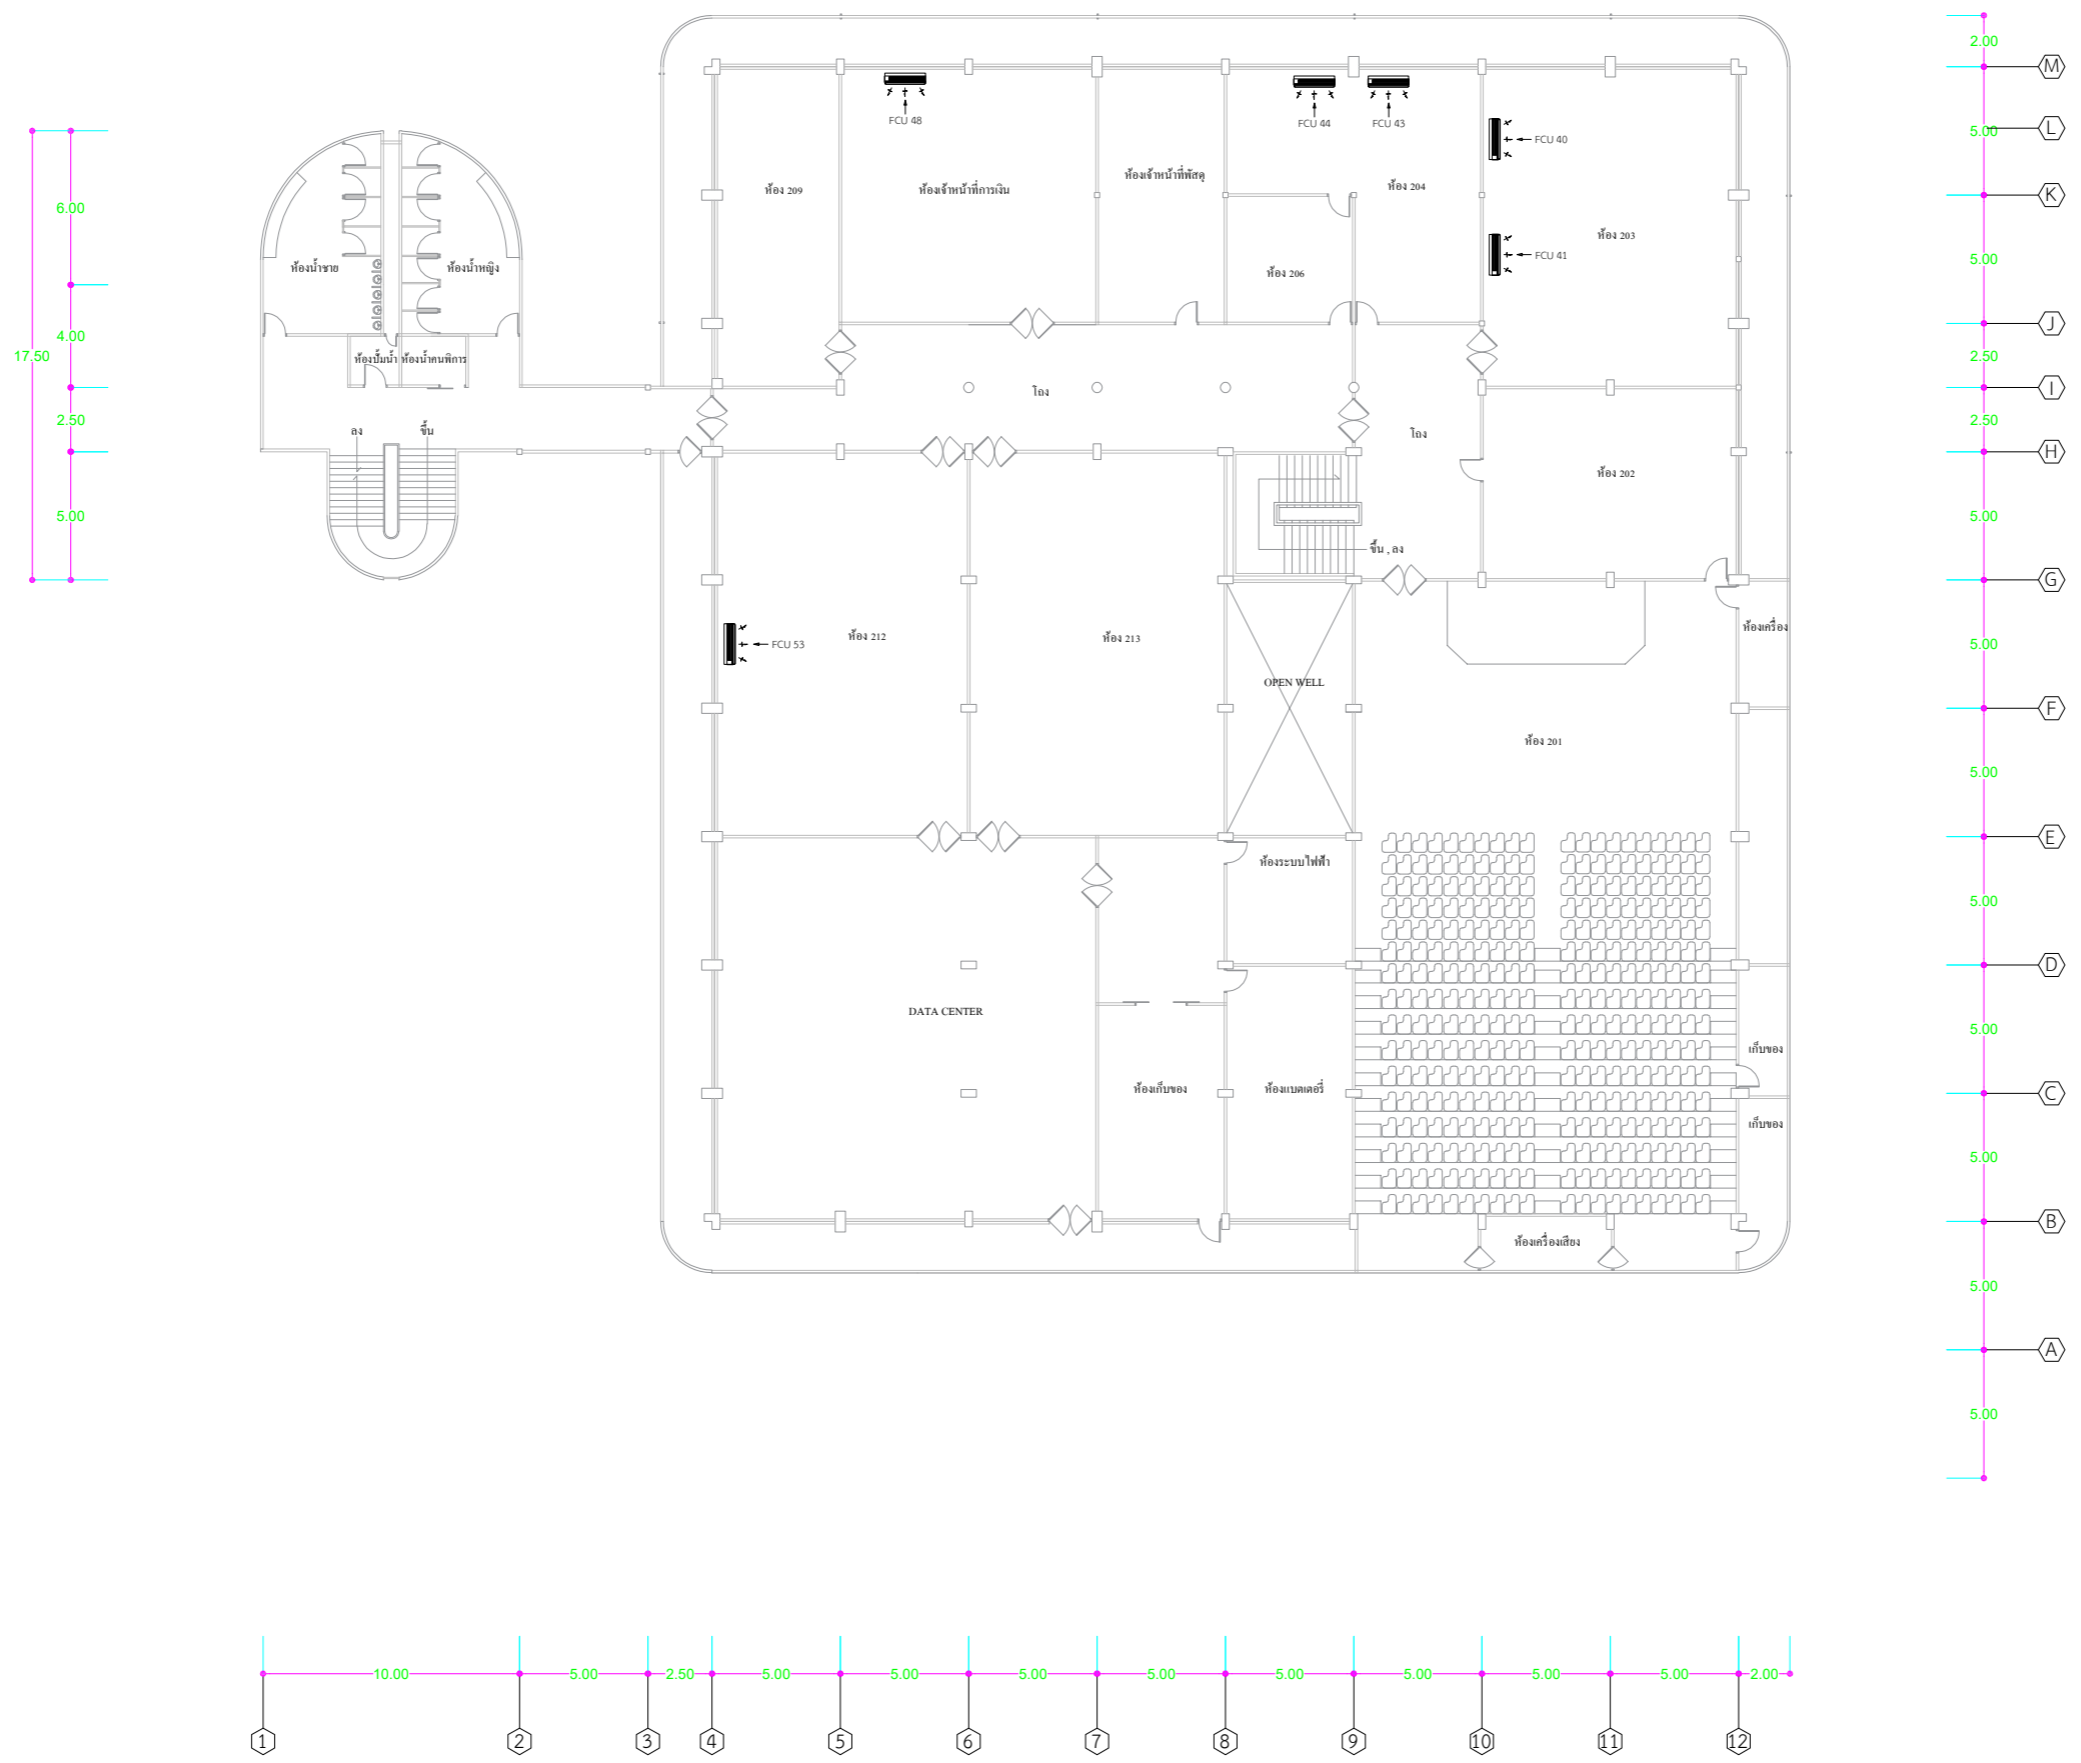 2.00
M
FCU 48
FCU 44
FCU 43
5.00
L
FCU 40
ห้องเจ้าหน้าที่พัสดุ
ห้อง 209
ห้องเจ้าหน้าที่การเงิน
ห้อง 204
K
6.00
ห้อง 203
FCU 41
5.00
ห้องน้ำชาย
ห้องน้ำหญิง
ห้อง 206
J
4.00
17.50
ห้องปั๊มน้ำ
ห้องน้ำคนพิการ
2.50
I
โถง
2.50
ลง
ขึ้น
โถง
2.50
H
ห้อง 202
5.00
5.00
ขึ้น , ลง
G
ห้องเครื่อง
ห้อง 212
ห้อง 213
FCU 53
5.00
OPEN WELL
F
ห้อง 201
5.00
E
ห้องระบบไฟฟ้า
5.00
D
DATA CENTER
5.00
เก็บของ
ห้องเก็บของ
ห้องแบตเตอรี่
C
เก็บของ
5.00
B
ห้องเครื่องเสียง
5.00
A
5.00
10.00
5.00
2.50
5.00
5.00
5.00
5.00
5.00
5.00
5.00
5.00
2.00
1
2
3
4
5
6
7
8
9
10
11
12